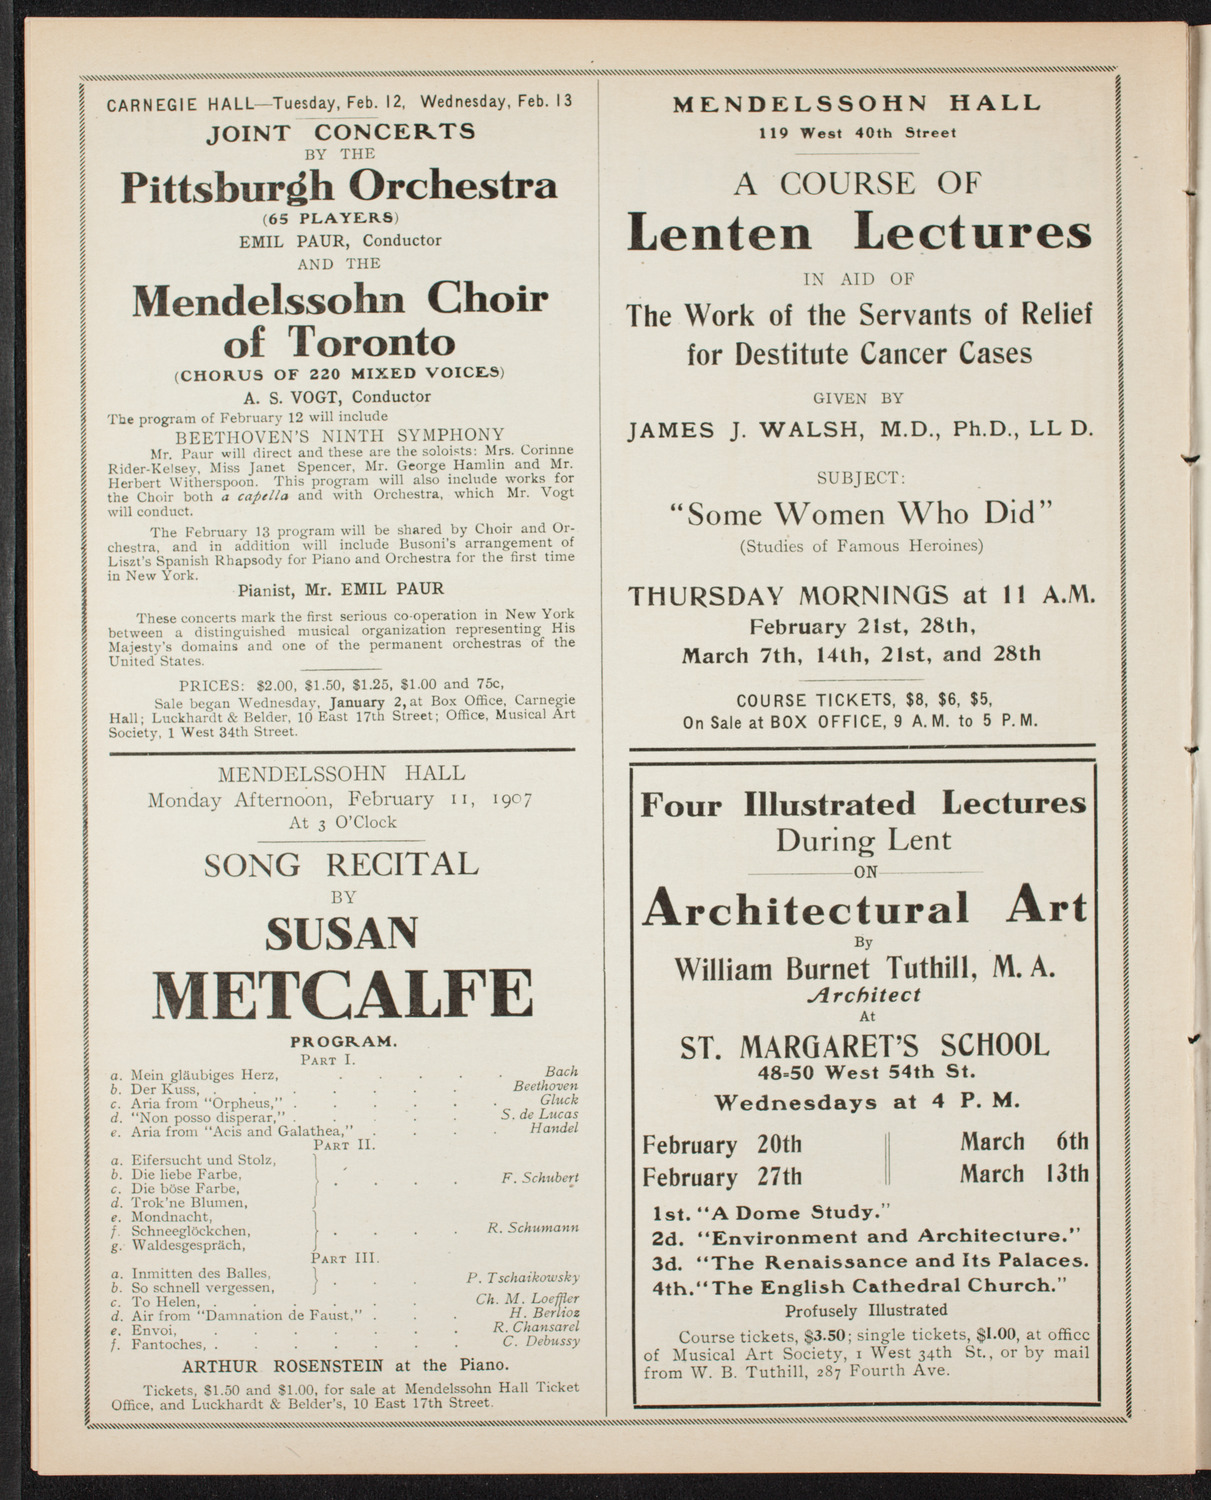 CARNEGIE HALL—Tuesday, Feb. 12, Wednesday, Feb. 13
JOINT CONCERTS
BY THE
Pittsburgh Orchestra
(65 PLAYERS)
EMIL PAUR, Conductor
AND THE
Mendelssohn Choir
of Toronto
(CHORUS OF 220 MIXED VOICES)
A. S. VOGT, Conductor
The program of February 12 will include
BEETHOVEN'S NINTH SYMPHONY
Mr. Paur will direct and these are the soloists: Mrs. Corinne
Rider-Kelsey, Miss Janet Spencer, Mr. George Hamlin and Mr.
Herbert Witherspoon. This program will also include works for
the Choir both a capella and with Orchestra, which Mr. Vogt
will conduct.
The February 13 program will be shared by Choir and Or-
chestra, and in addition will include Busoni's arrangement of
Liszt's Spanish Rhapsody for Piano and Orchestra for the first time
in New York.
Pianist, Mr. EMIL PAUR
These concerts mark the first serious co-operation in New York
between a distinguished musical organization representing His
Majesty's domains and one of the permanent orchestras of the
United States.
PRICES: $2.00, $1.50, $1.25, $1.00 and 75c,
Sale began Wednesday, January 2, at Box Office, Carnegie
Hall; Luckhardt & Belder, 10 East 17th Street; Office, Musical Art
Society, 1 West 34th Street.
MENDELSSOHN HALL
Monday Afternoon, February 11, 1907
At 3 O'Clock
SONG RECITAL
BY
SUSAN
METCALFE
PROGRAM.
PART I.
a. Mein gläubiges Herz, . . . . . Bach
b. Der Kuss, . . . . . . . Beethoven
c. Aria from "Orpheus," . . . . . . Gluck
d. "Non posso disperar," . . . . . S. de Lucas
e. Aria from "Acis and Galathea," . . . . Handel
PART II.
a. Eifersucht und Stolz,
b. Die liebe Farbe,
c. Die böse Farbe, . . . . F. Schubert
d. Trok'ne Blumen,
e. Mondnacht,
f. Schneeglöckchen, . . . . R. Schumann
g. Waldesgespräch,
PART III.
a. Inmitten des Balles,
b. So schnell vergessen, . . . P. Tschaikowsky
c. To Helen, . . . . . . Ch. M. Loeffler
d. Air from "Damnation de Faust," . . . H. Berlioz
e. Envoi, . . . . . . . R. Chansarel
f. Fantoches, . . . . . . . C. Debussy
ARTHUR ROSENSTEIN at the Piano.
Tickets, $1.50 and $1.00, for sale at Mendelssohn Hall Ticket
Office, and Luckhardt & Belder's, 10 East 17th Street.
MENDELSSOHN HALL
119 West 40th Street
A COURSE OF
Lenten Lectures
IN AID OF
The Work of the Servants of Relief
for Destitute Cancer Cases
GIVEN BY
JAMES J. WALSH, M.D., Ph.D., LL D.
SUBJECT:
"Some Women Who Did"
(Studies of Famous Heroines)
THURSDAY MORNINGS at 11 A.M.
February 21st, 28th,
March 7th, 14th, 21st, and 28th
COURSE TICKETS, $8, $6, $5,
On Sale at BOX OFFICE, 9 A.M. to 5 P.M.
Four Illustrated Lectures
During Lent
ON
Architectural Art
By
William Burnet Tuthill, M. A.
Architect
At
ST. MARGARET'S SCHOOL
48-50 West 54th St.
Wednesdays at 4 P. M.
February 20th March 6th
February 27th March 13th
1st. "A Dome Study."
2d. "Environment and Architecture."
3d. "The Renaissance and Its Palaces.
4th. "The English Cathedral Church."
Profusely Illustrated
Course tickets, $3.50; single tickets, $1.00, at office
of Musical Art Society, 1 West 34th St., or by mail
from W. B. Tuthill, 287 Fourth Ave.